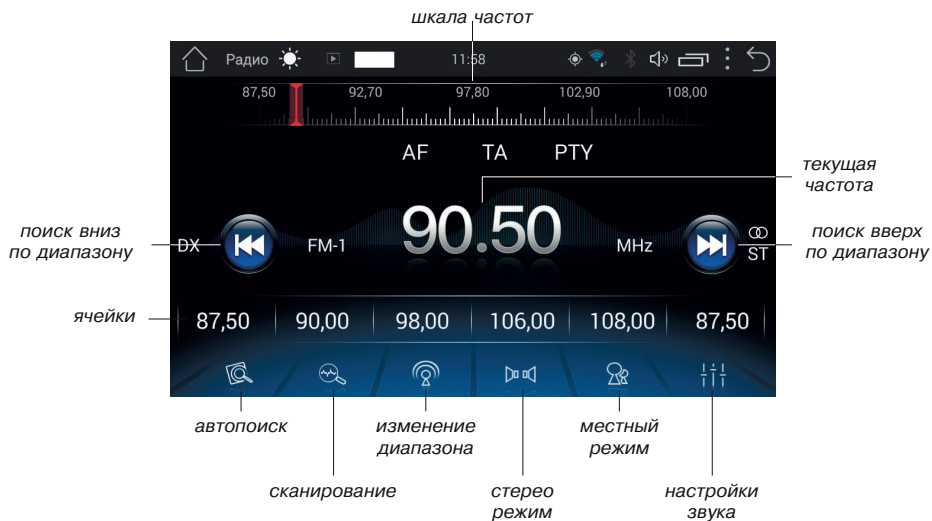 шкала частот
Радио 11:58
87,50 92,70 97,80 102,90 108,00
AF TA PTY
текущая
частота
90.50
поиск вниз
по диапазону
DX FM-1 MHz ST
поиск вверх
по диапазону
ячейки
87,50 90,00 98,00 106,00 108,00 87,50
автопоиск
изменение
диапазона
местный
режим
сканирование
стерео
режим
настройки
звука